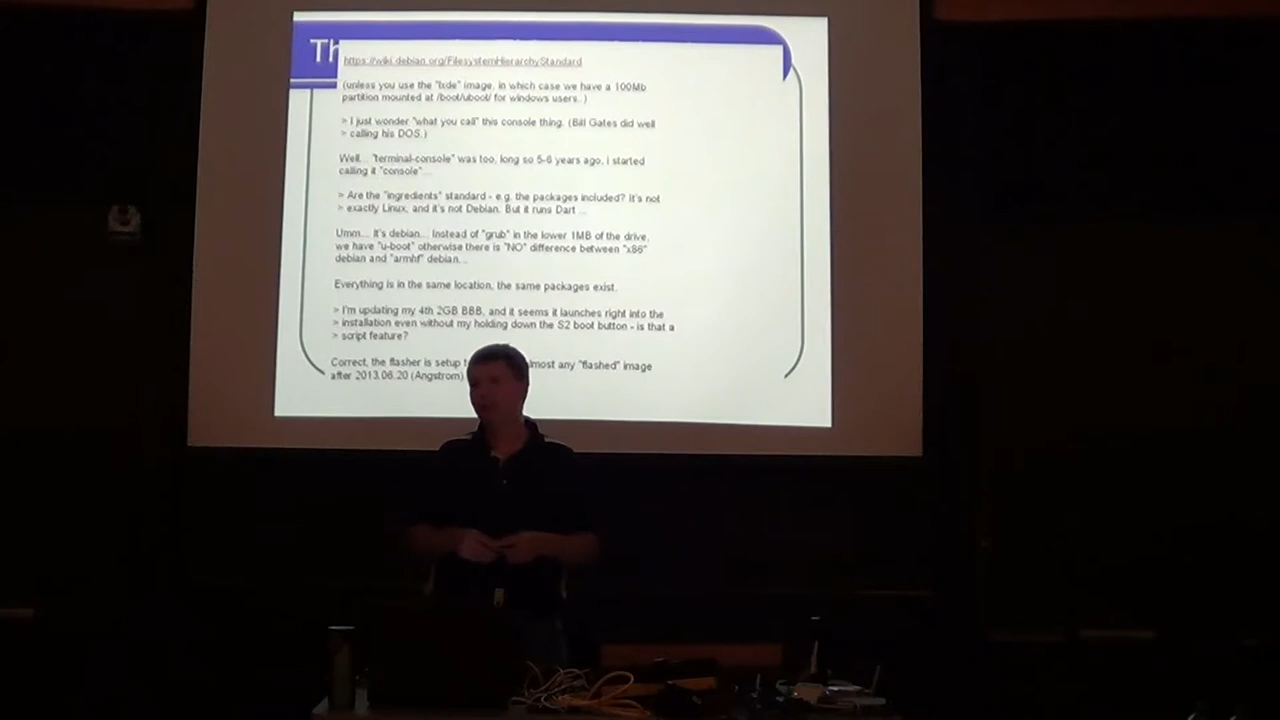 Th
https://wiki.debian.org/FilesystemHierarchyStandard
(unless you use the "lxde" image, in which case we have a 100Mb
partition mounted at /boot/uboot/ for windows users..)
> I just wonder "what you call" this console thing. (Bill Gates did well
> calling his DOS.)
Well... "terminal-console" was too, long so 5-6 years ago, i started
calling it "console"...
> Are the "ingredients" standard - e.g. the packages included? It's not
> exactly Linux, and it's not Debian. But it runs Dart ...
Umm... It's debian... Instead of "grub" in the lower 1MB of the drive,
we have "u-boot" otherwise there is "NO" difference between "x86"
debian and "armhf" debian...
Everything is in the same location, the same packages exist.
> I'm updating my 4th 2GB BBB, and it seems it launches right into the
> installation even without my holding down the S2 boot button - is that a
> script feature?
Correct, the flasher is setup lmost any "flashed" image
after 2013.06.20 (Angstrom)